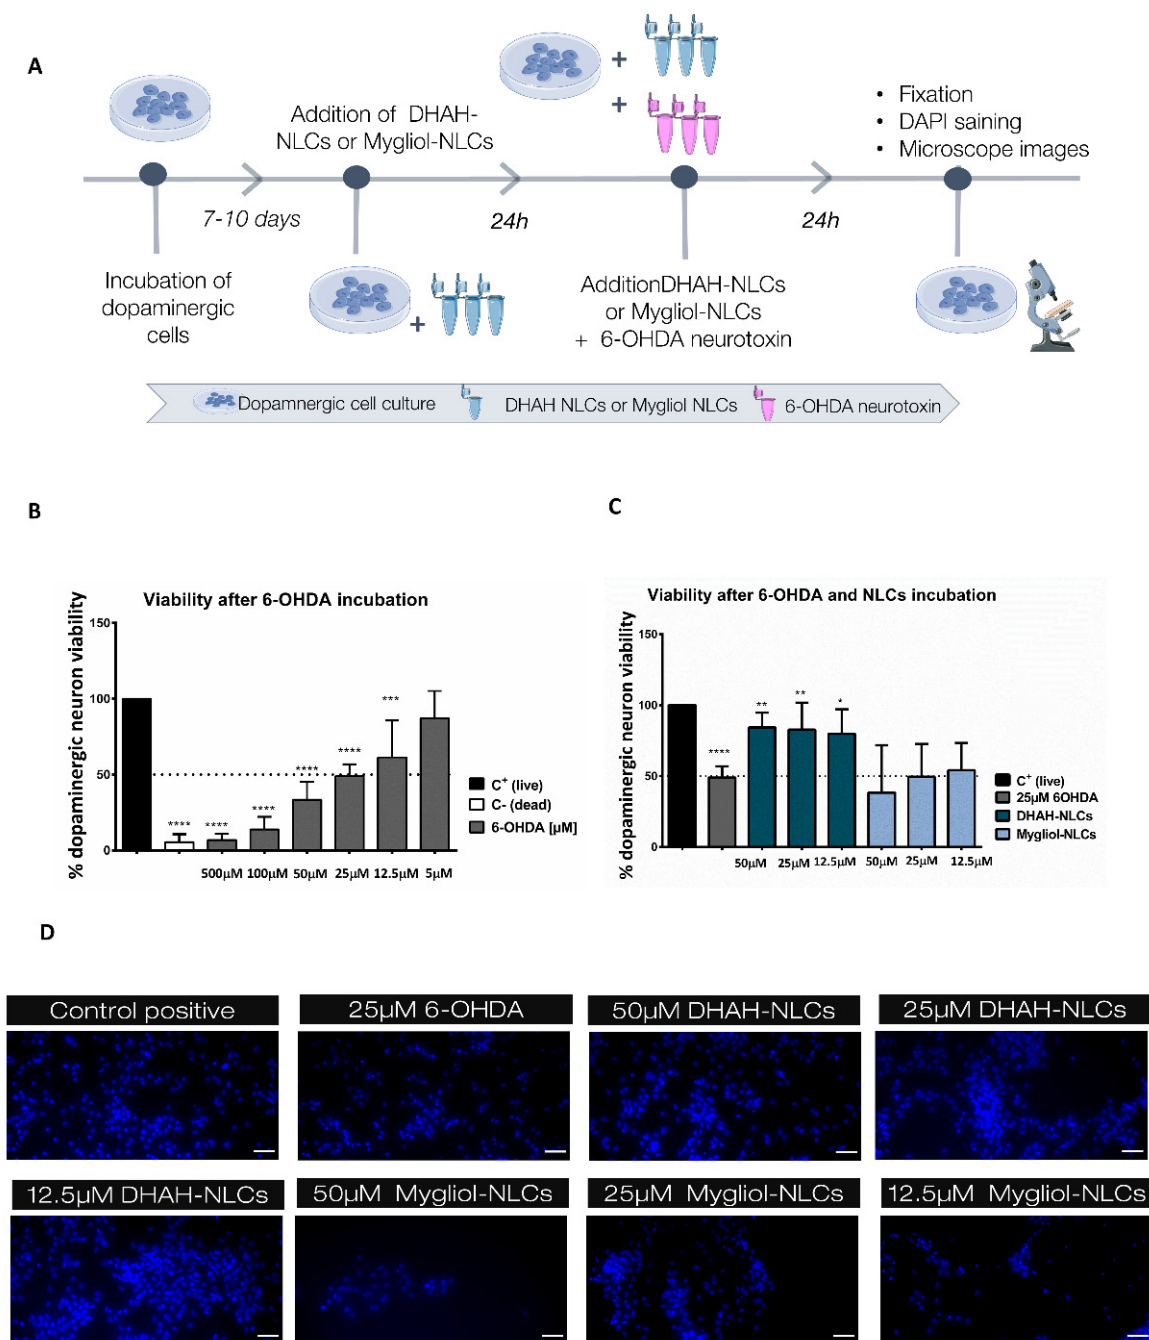 A
Addition of DHAH-
NLCs or Mygliol-NLCs
+
+
• Fixation
• DAPI saining
• Microscope images
7-10 days
24h
24h
Incubation of
dopaminergic
cells
+
AdditionDHAH-NLCs
or Mygliol-NLCs
+ 6-OHDA neurotoxin
Dopamnergic cell culture
DHAH NLCs or Mygliol NLCs
6-OHDA neurotoxin
B
Viability after 6-OHDA incubation
% dopaminergic neuron viability
150
100
50
0
****
****
****
****
****
***
500µM 100µM 50µM 25µM 12.5µM 5µM
C⁺ (live)
C- (dead)
6-OHDA [µM]
C
Viability after 6-OHDA and NLCs incubation
% dopaminergic neuron viability
150
100
50
0
****
**
**
*
50µM 25µM 12.5µM 50µM 25µM 12.5µM
C⁺ (live)
25µM 6OHDA
DHAH-NLCs
Mygliol-NLCs
D
Control positive
25µM 6-OHDA
50µM DHAH-NLCs
25µM DHAH-NLCs
12.5µM DHAH-NLCs
50µM Mygliol-NLCs
25µM Mygliol-NLCs
12.5µM Mygliol-NLCs